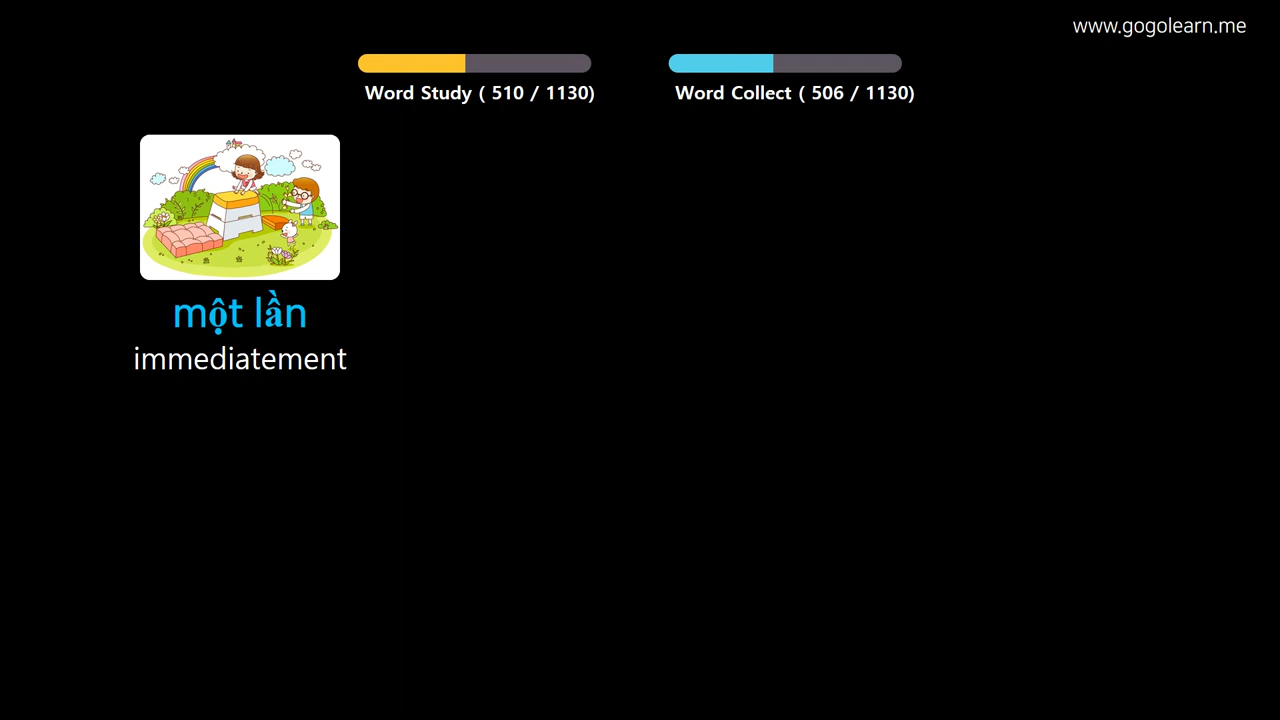 www.gogolearn.me
Word Study ( 510 / 1130)
Word Collect ( 506 / 1130)
một lần
immediatement